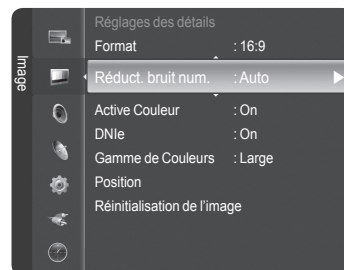 Image
Réglages des détails
Format : 16:9
Réduct. bruit num. : Auto
Active Couleur : On
DNIe : On
Gamme de Couleurs : Large
Position
Réinitialisation de l'image